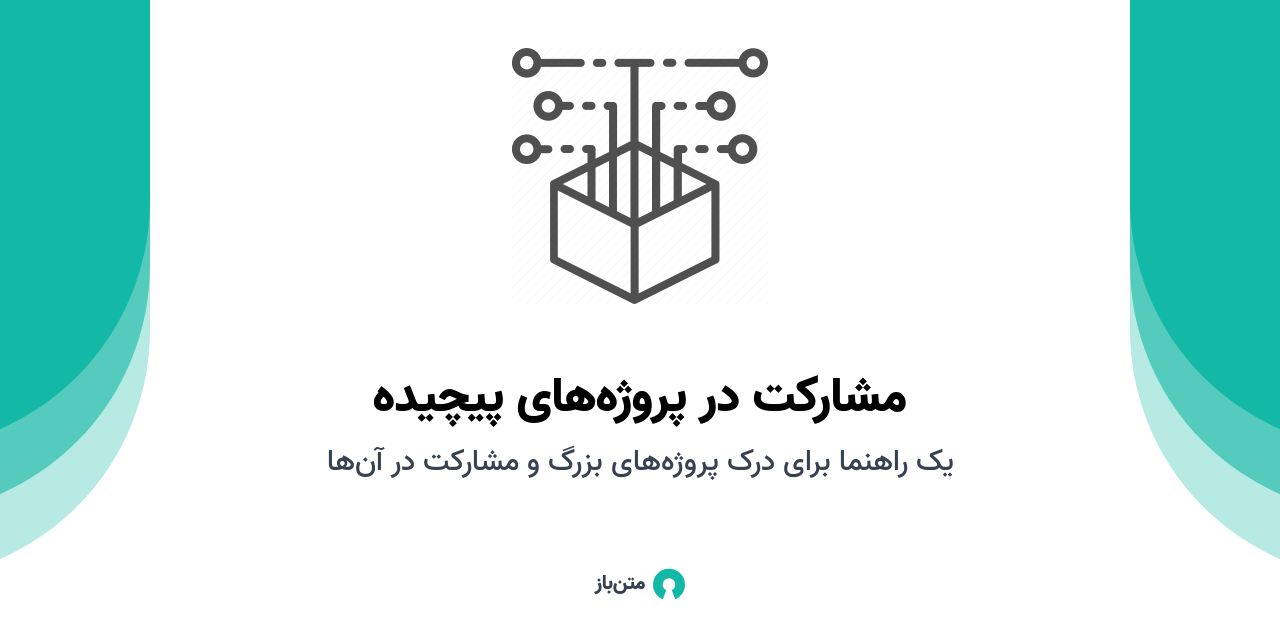 مشارکت در پروژه‌های پیچیده
یک راهنما برای درک پروژه‌های بزرگ و مشارکت در آن‌ها
متن‌باز